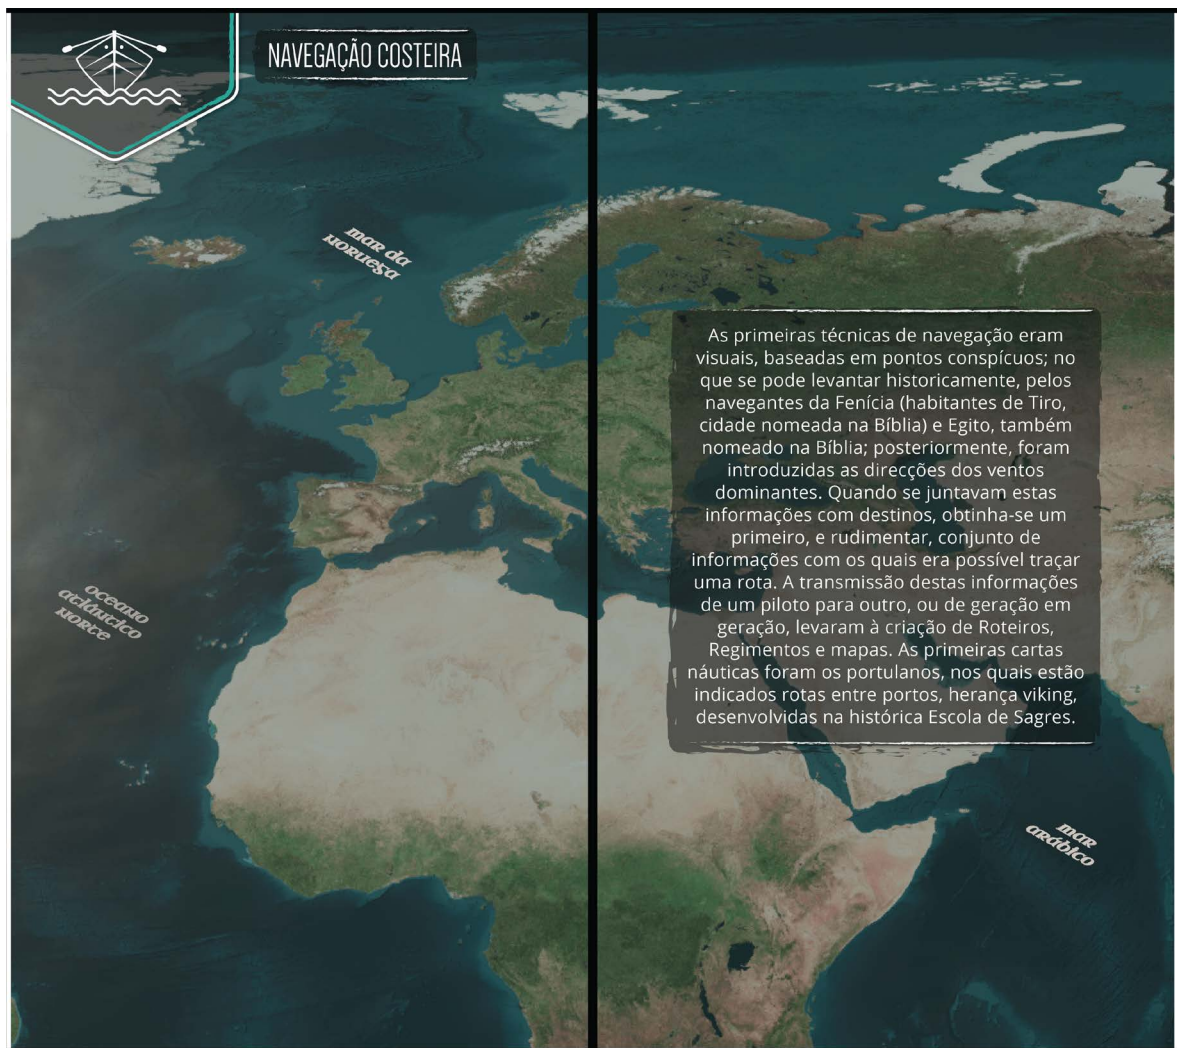 NAVEGAÇÃO COSTEIRA
mar da
noruega
As primeiras técnicas de navegação eram
visuais, baseadas em pontos conspícuos; no
que se pode levantar historicamente, pelos
navegantes da Fenícia (habitantes de Tiro,
cidade nomeada na Bíblia) e Egito, também
nomeado na Bíblia; posteriormente, foram
introduzidas as direcções dos ventos
dominantes. Quando se juntavam estas
informações com destinos, obtinha-se um
primeiro, e rudimentar, conjunto de
informações com os quais era possível traçar
uma rota. A transmissão destas informações
de um piloto para outro, ou de geração em
geração, levaram à criação de Roteiros,
Regimentos e mapas. As primeiras cartas
náuticas foram os portulanos, nos quais estão
indicados rotas entre portos, herança viking,
desenvolvidas na histórica Escola de Sagres.
oceano
atlântico
norte
mar
arábico